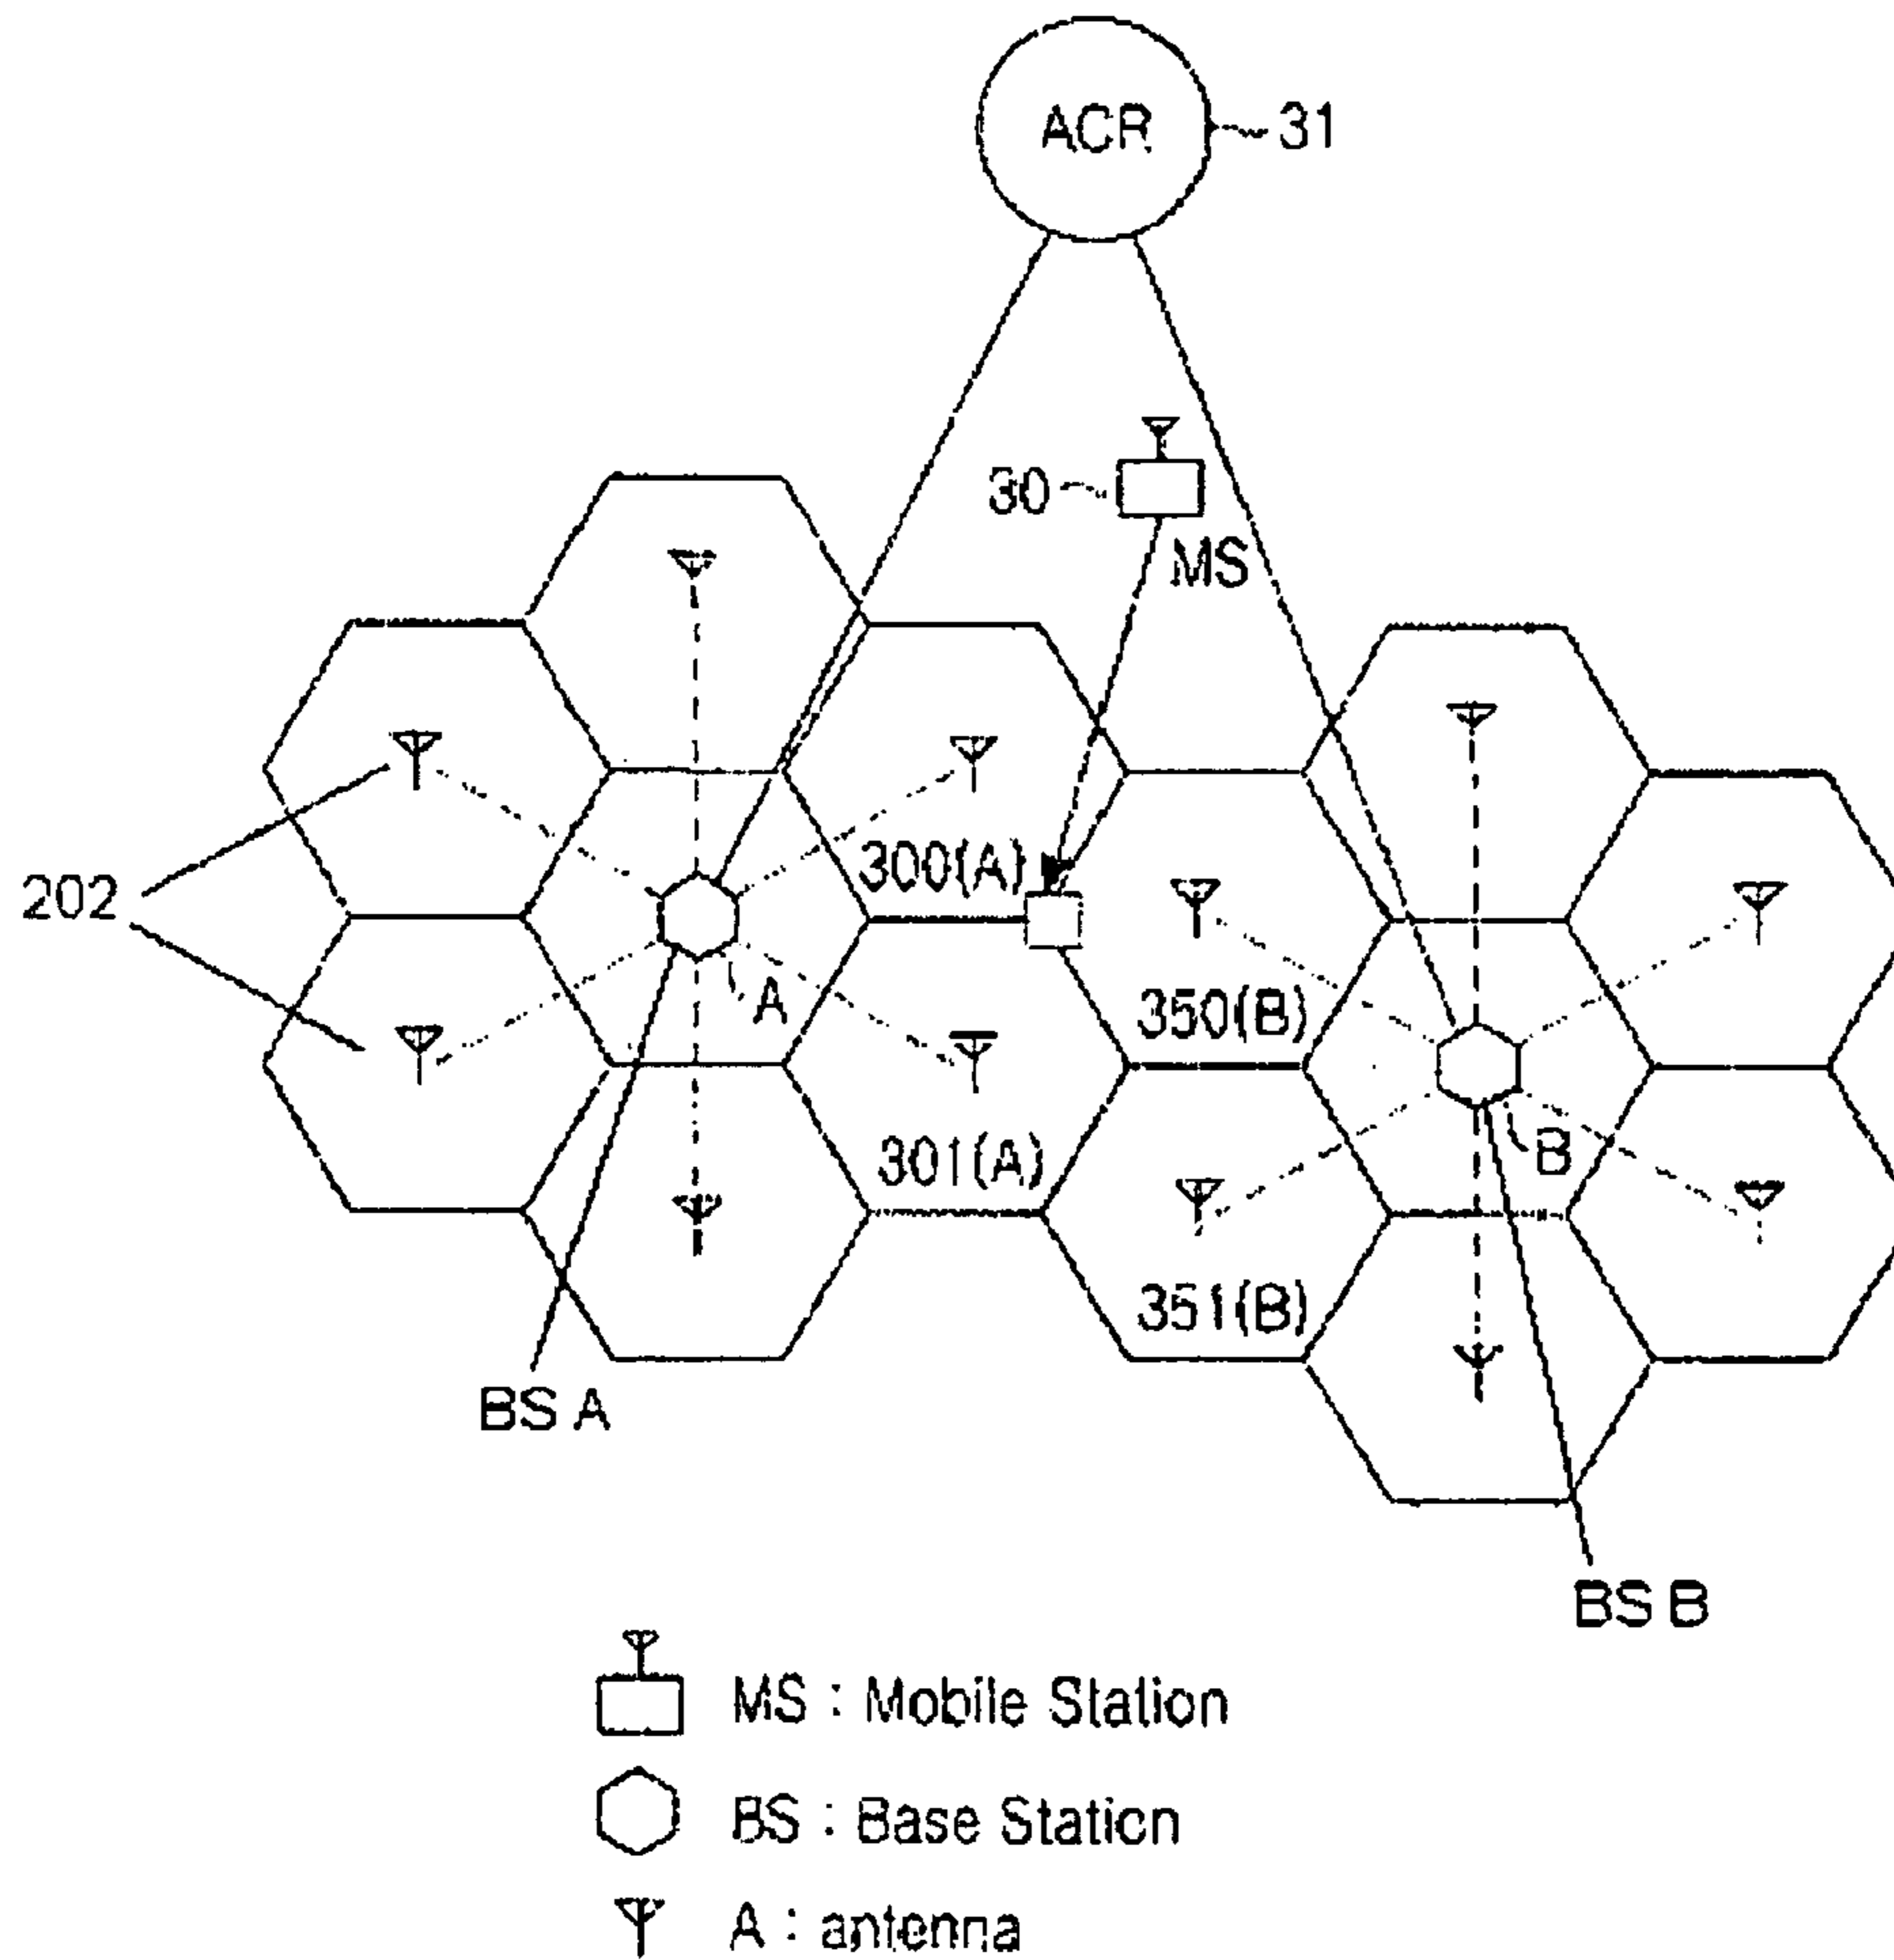 ACR
31
30
MS
300(A)
202
A
350(B)
301(A)
B
351(B)
BS A
BS B
MS : Mobile Station
BS : Base Station
A : antenna